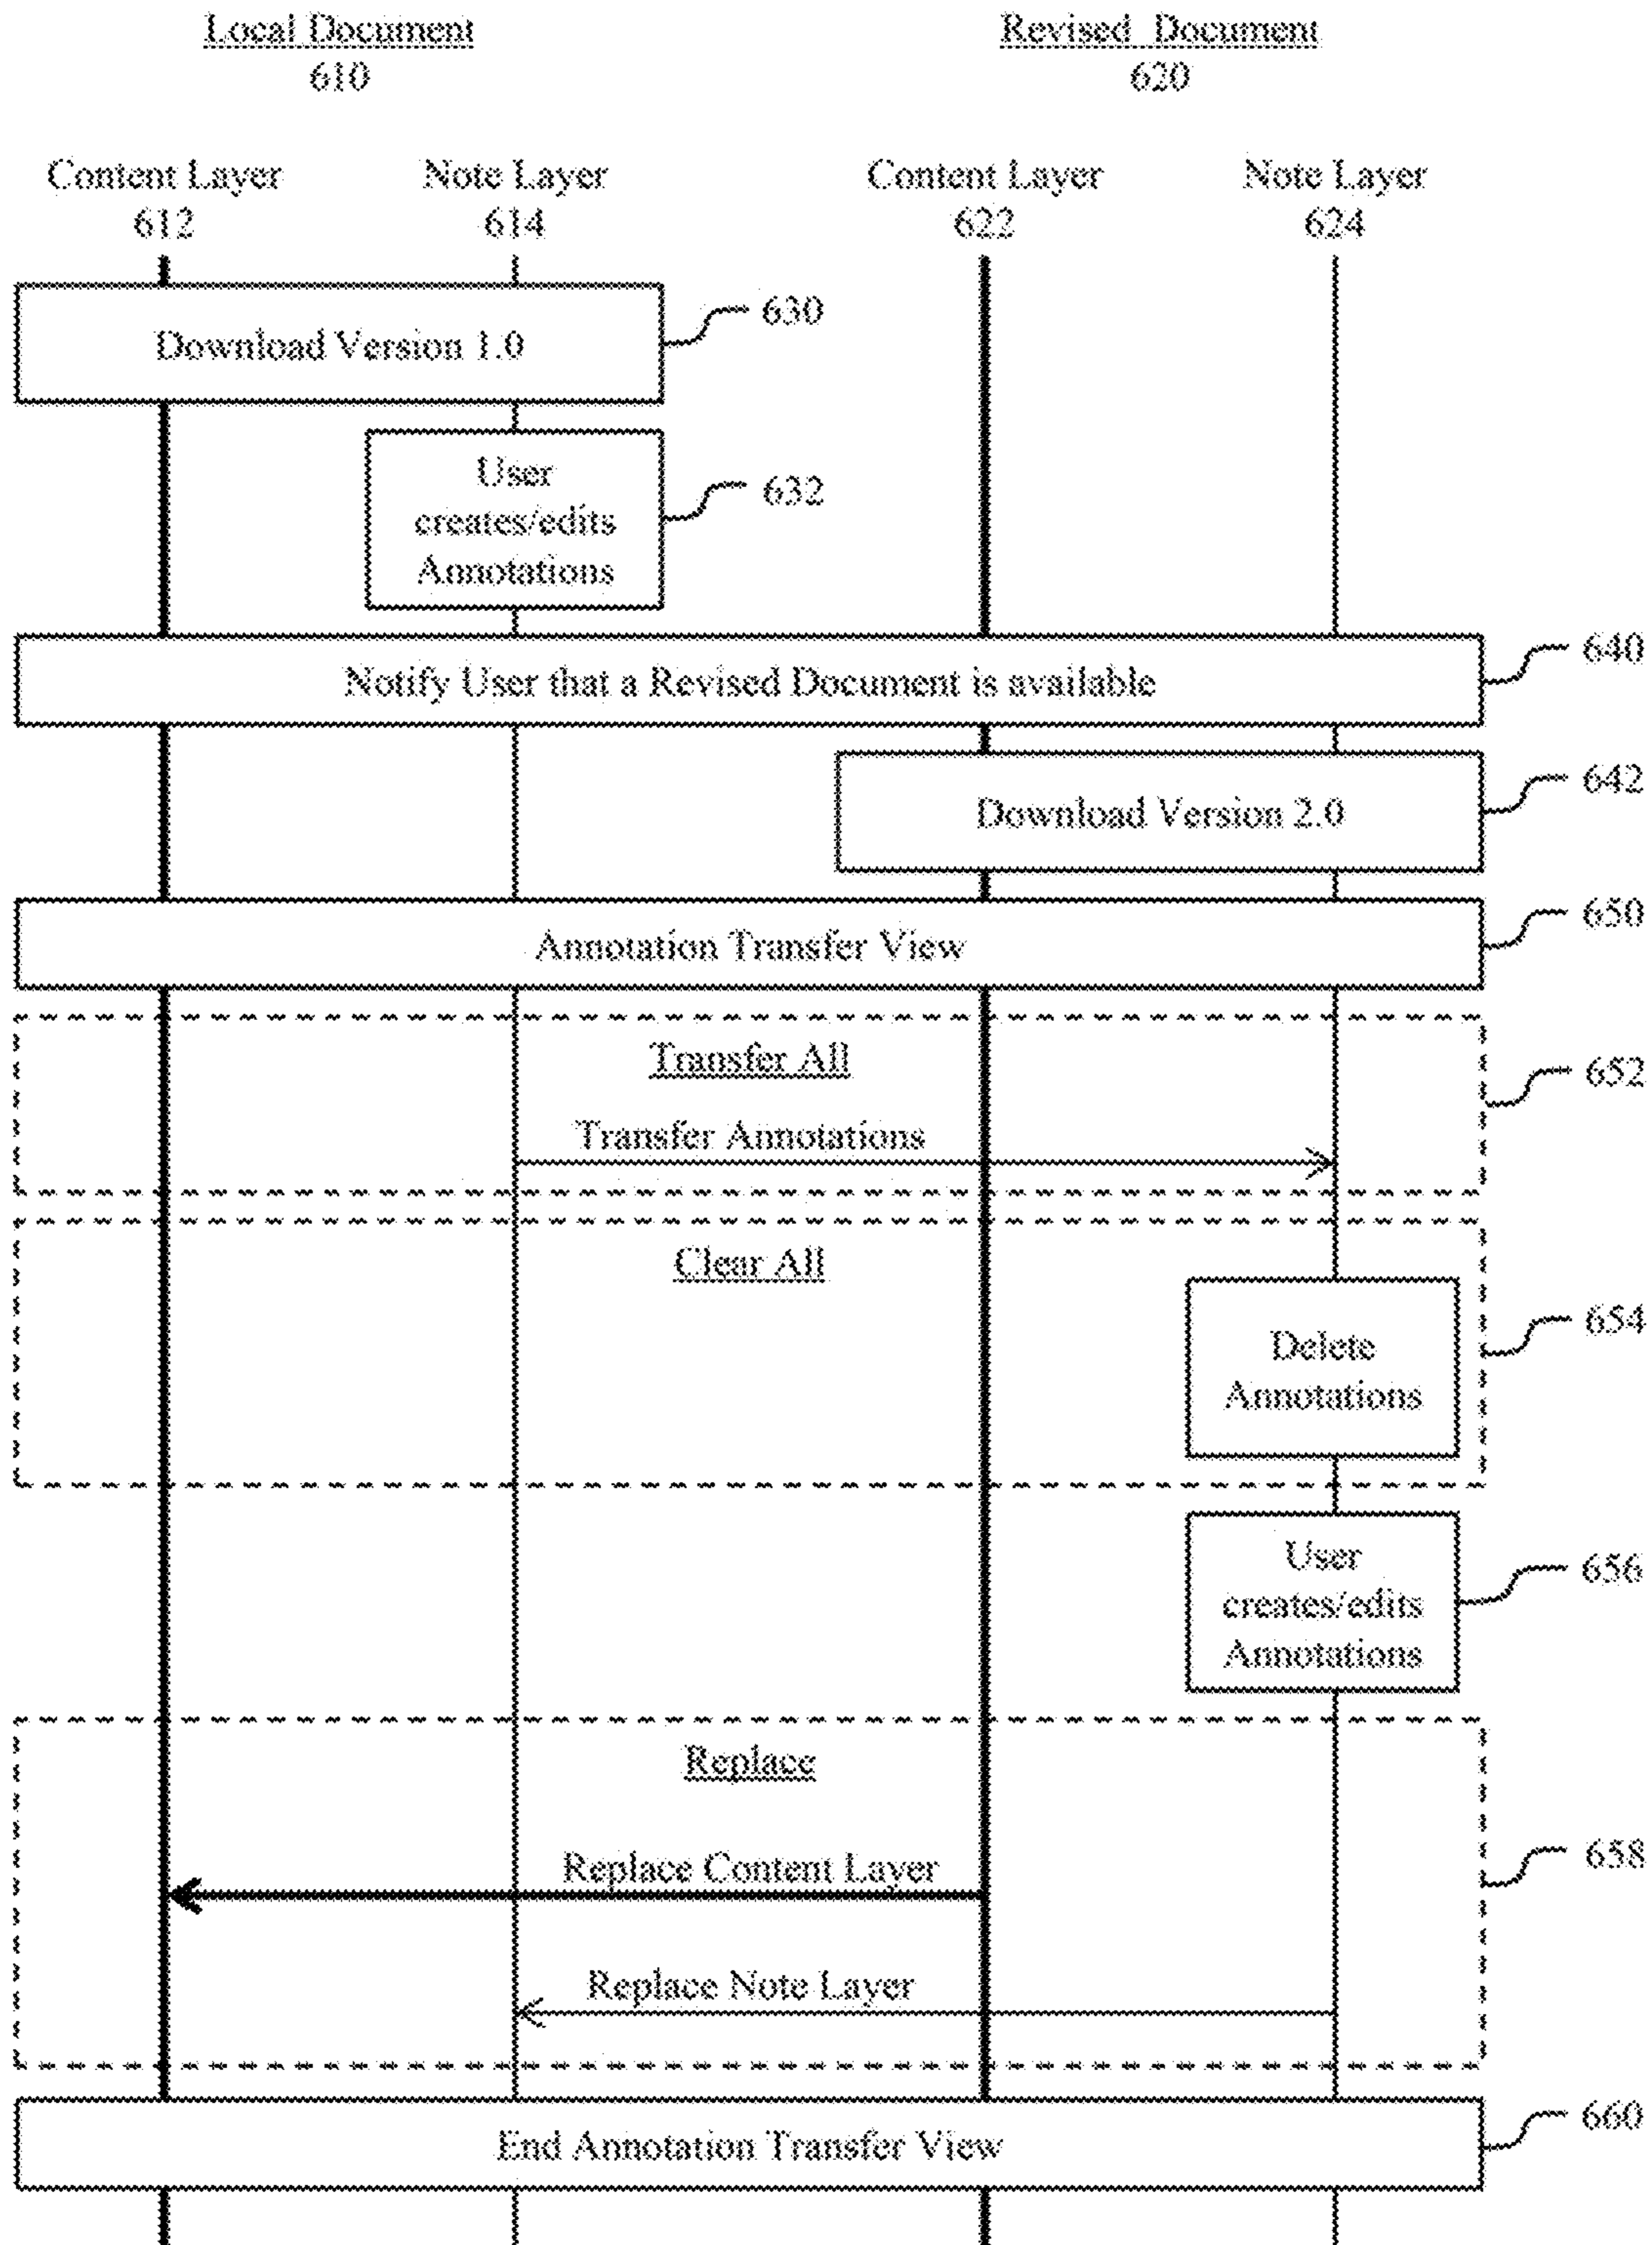 Local Document
610
Revised Document
620
Content Layer
612
Note Layer
614
Content Layer
622
Note Layer
624
Download Version 1.0
630
User
creates/edits
Annotations
632
Notify User that a Revised Document is available
640
Download Version 2.0
642
Annotation Transfer View
650
Transfer All
652
Transfer Annotations
Clear All
Delete
Annotations
654
User
creates/edits
Annotations
656
Replace
Replace Content Layer
658
Replace Note Layer
End Annotation Transfer View
660